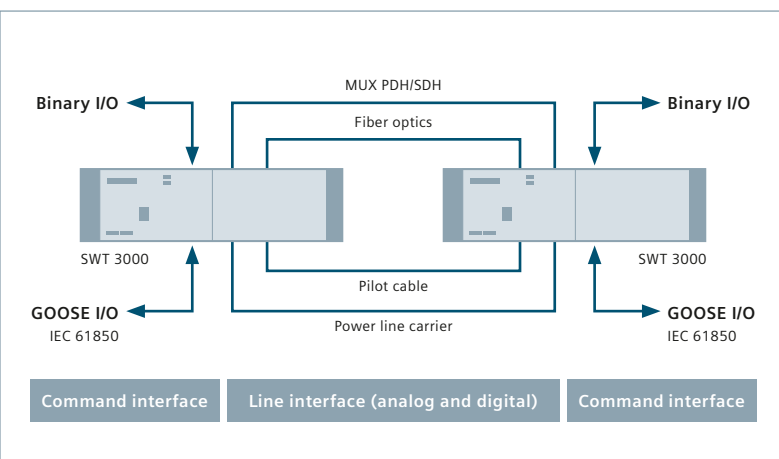 MUX PDH/SDH
Binary I/O
Binary I/O
Fiber optics
SWT 3000
SWT 3000
Pilot cable
GOOSE I/O
IEC 61850
Power line carrier
GOOSE I/O
IEC 61850
Command interface
Line interface (analog and digital)
Command interface